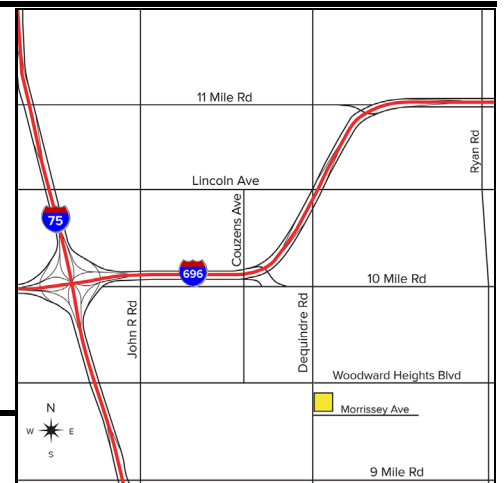 11 Mile Rd
Ryan Rd
Lincoln Ave
Couzens Ave
75
696
10 Mile Rd
John R Rd
Dequindre Rd
Woodward Heights Blvd
Morrissey Ave
N
W E
S
9 Mile Rd